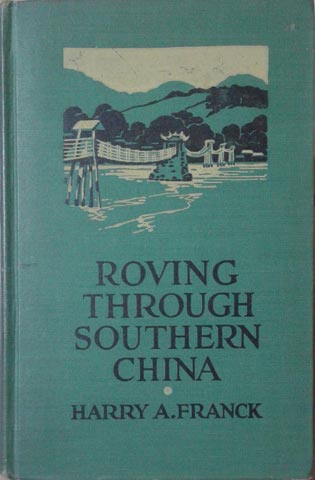 ROVING
THROUGH
SOUTHERN
CHINA
HARRY A. FRANCK